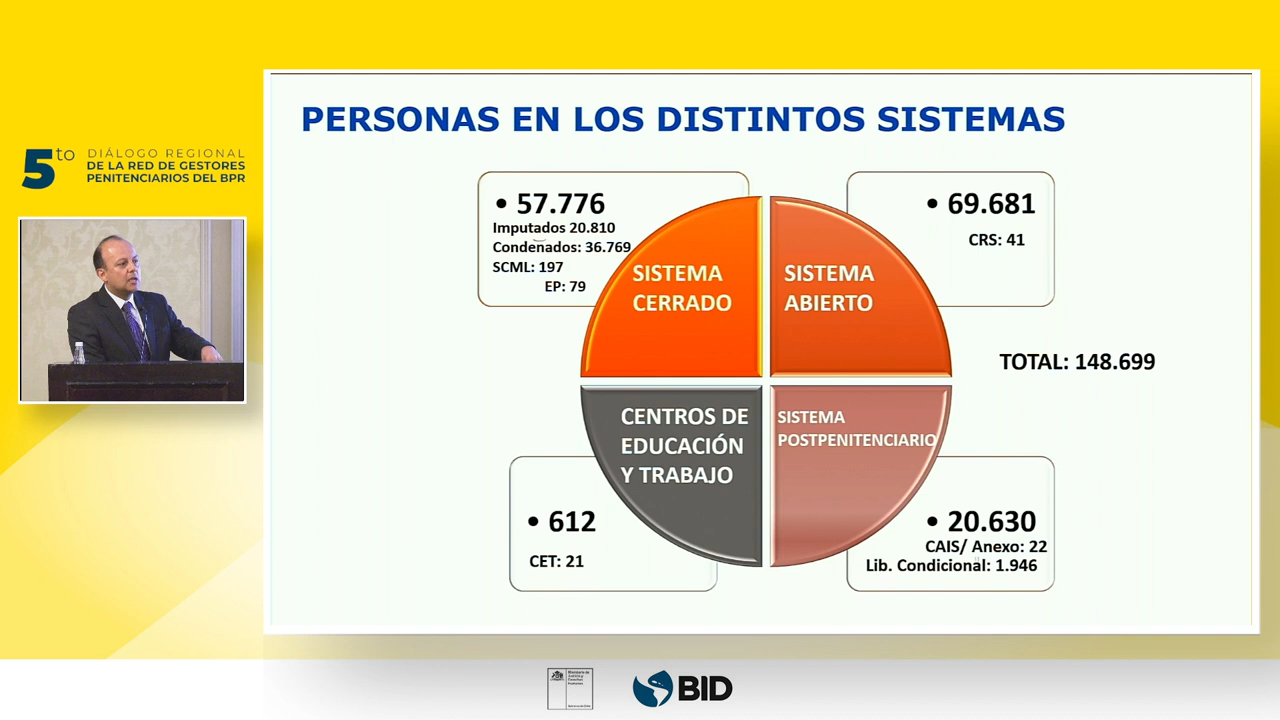 5to
DIÁLOGO REGIONAL
DE LA RED DE GESTORES
PENITENCIARIOS DEL BPR
PERSONAS EN LOS DISTINTOS SISTEMAS
• 57.776
Imputados 20.810
Condenados: 36.769
SCML: 197
EP: 79
SISTEMA
CERRADO
• 69.681
CRS: 41
SISTEMA
ABIERTO
TOTAL: 148.699
CENTROS DE
EDUCACIÓN
Y TRABAJO
• 612
CET: 21
SISTEMA
POSTPENITENCIARIO
• 20.630
CAIS/ Anexo: 22
Lib. Condicional: 1.946
BID